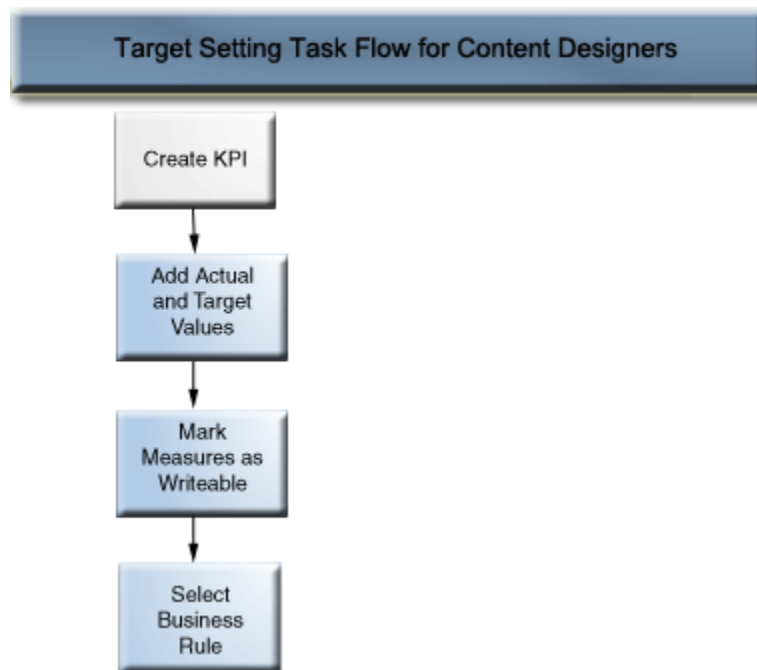 Target Setting Task Flow for Content Designers
Create KPI
Add Actual
and Target
Values
Mark
Measures as
Writeable
Select
Business
Rule